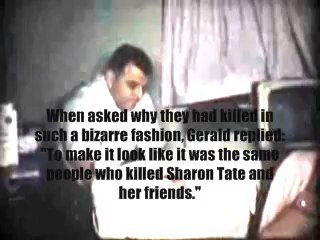 When asked why they had killed in
such a bizarre fashion, Gerald replied:
"To make it look like it was the same
people who killed Sharon Tate and
her friends."